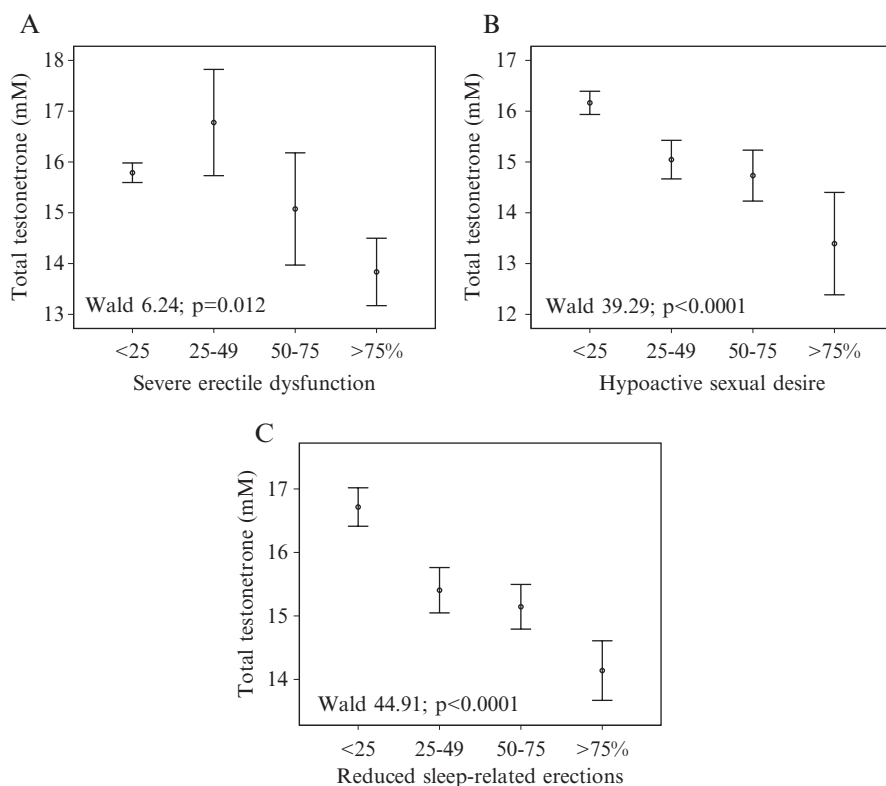 A
Total testonetrone (mM)
18
17
16
15
14
13
Wald 6.24; p=0.012
<25 25-49 50-75 >75%
Severe erectile dysfunction
B
Total testonetrone (mM)
17
16
15
14
13
12
Wald 39.29; p<0.0001
<25 25-49 50-75 >75%
Hypoactive sexual desire
C
Total testonetrone (mM)
17
16
15
14
Wald 44.91; p<0.0001
<25 25-49 50-75 >75%
Reduced sleep-related erections